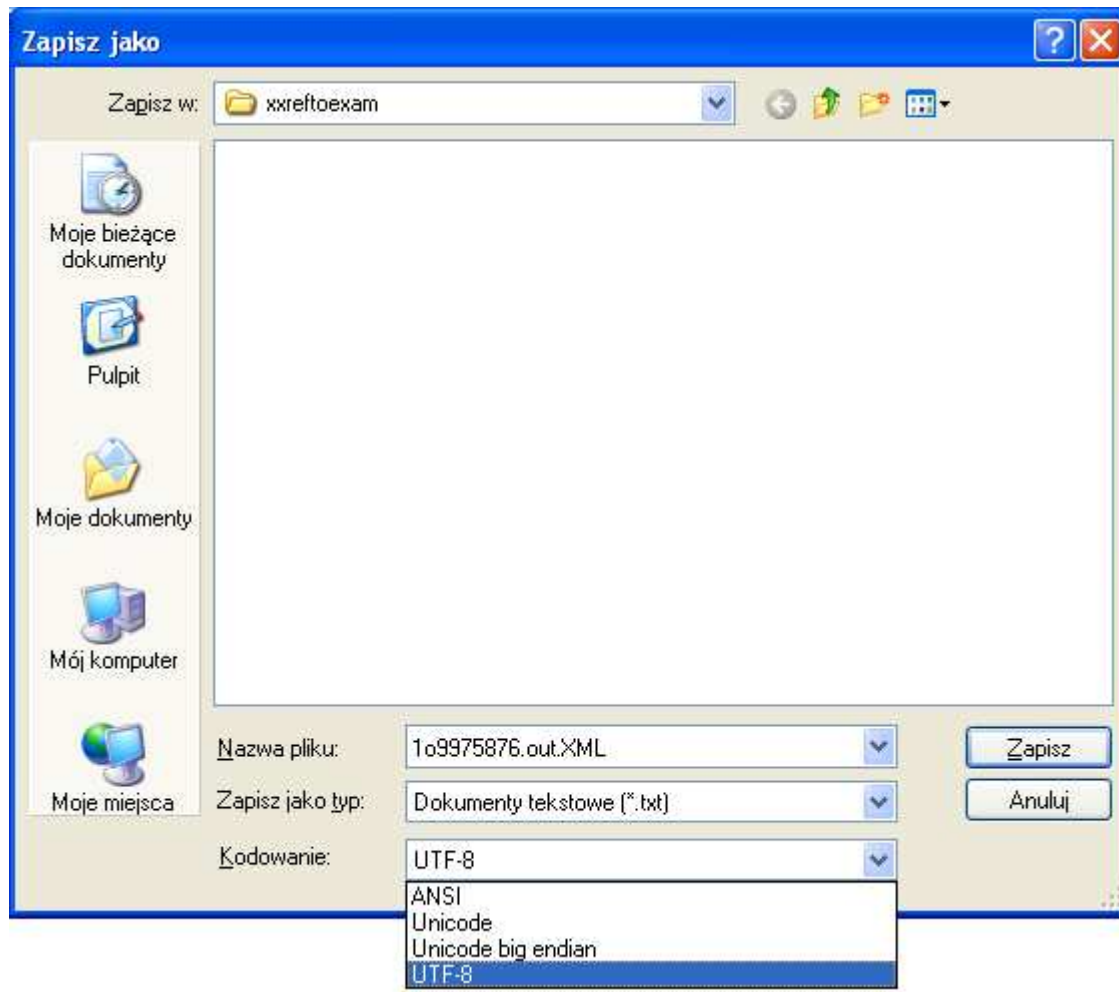 Zapisz jako
Zapisz w: xxreftoexam
Moje bieżące
dokumenty
Pulpit
Moje dokumenty
Mój komputer
Moje miejsca
Nazwa pliku: 1o9975876.out.XML Zapisz
Zapisz jako typ: Dokumenty tekstowe (*.txt) Anuluj
Kodowanie: UTF-8
ANSI
Unicode
Unicode big endian
UTF-8